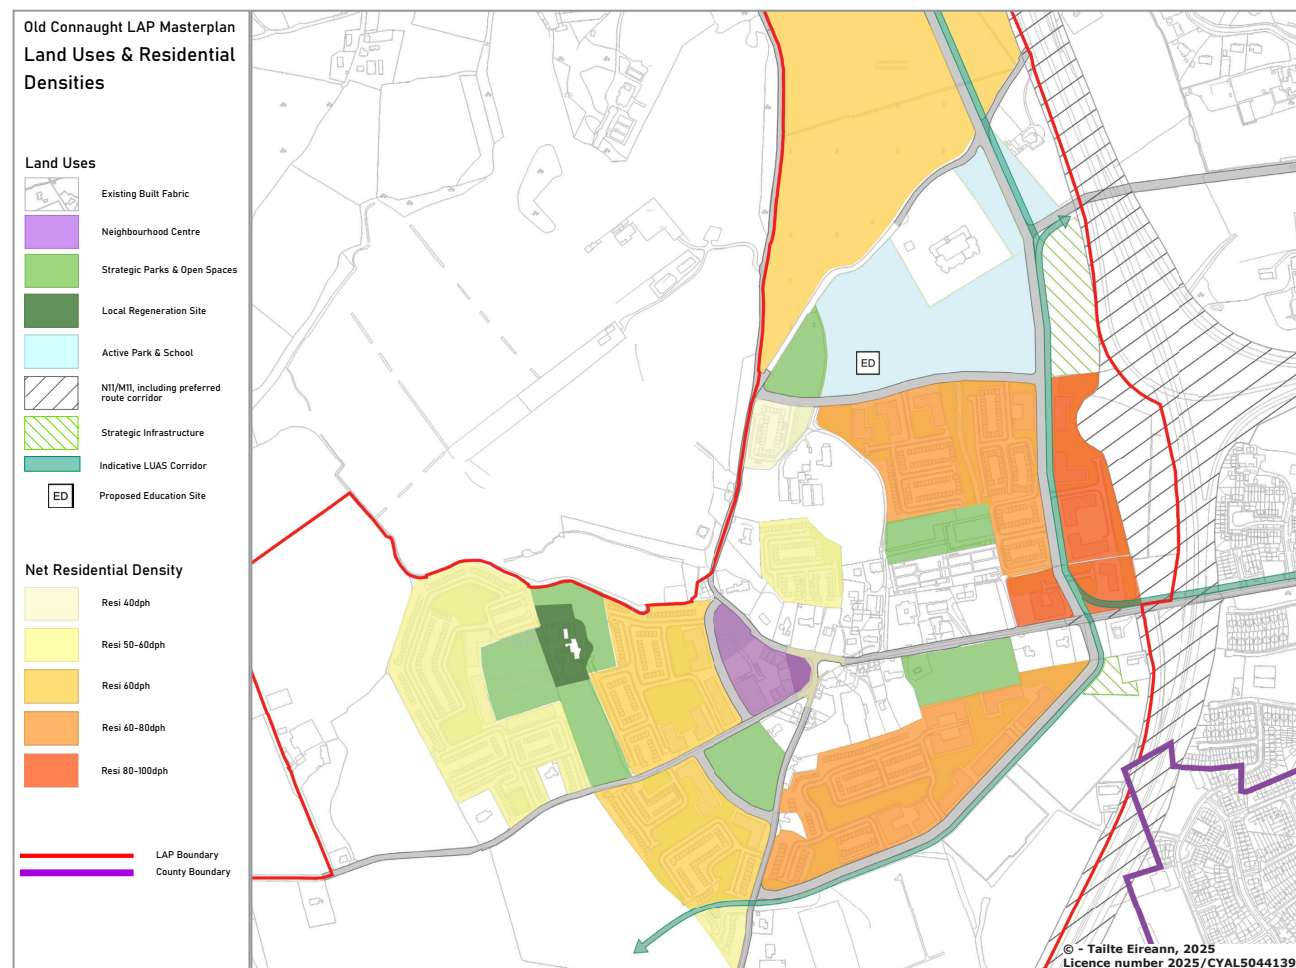 Old Connaught LAP Masterplan
Land Uses & Residential
Densities
Land Uses
Existing Built Fabric
Neighbourhood Centre
Strategic Parks & Open Spaces
Local Regeneration Site
Active Park & School
N11/M11, including preferred
route corridor
Strategic Infrastructure
Indicative LUAS Corridor
ED
Proposed Education Site
Net Residential Density
Resi 40dph
Resi 50-60dph
Resi 60dph
Resi 60-80dph
Resi 80-100dph
LAP Boundary
County Boundary
ED
© - Tailte Eireann, 2025
Licence number 2025/CYAL5044139